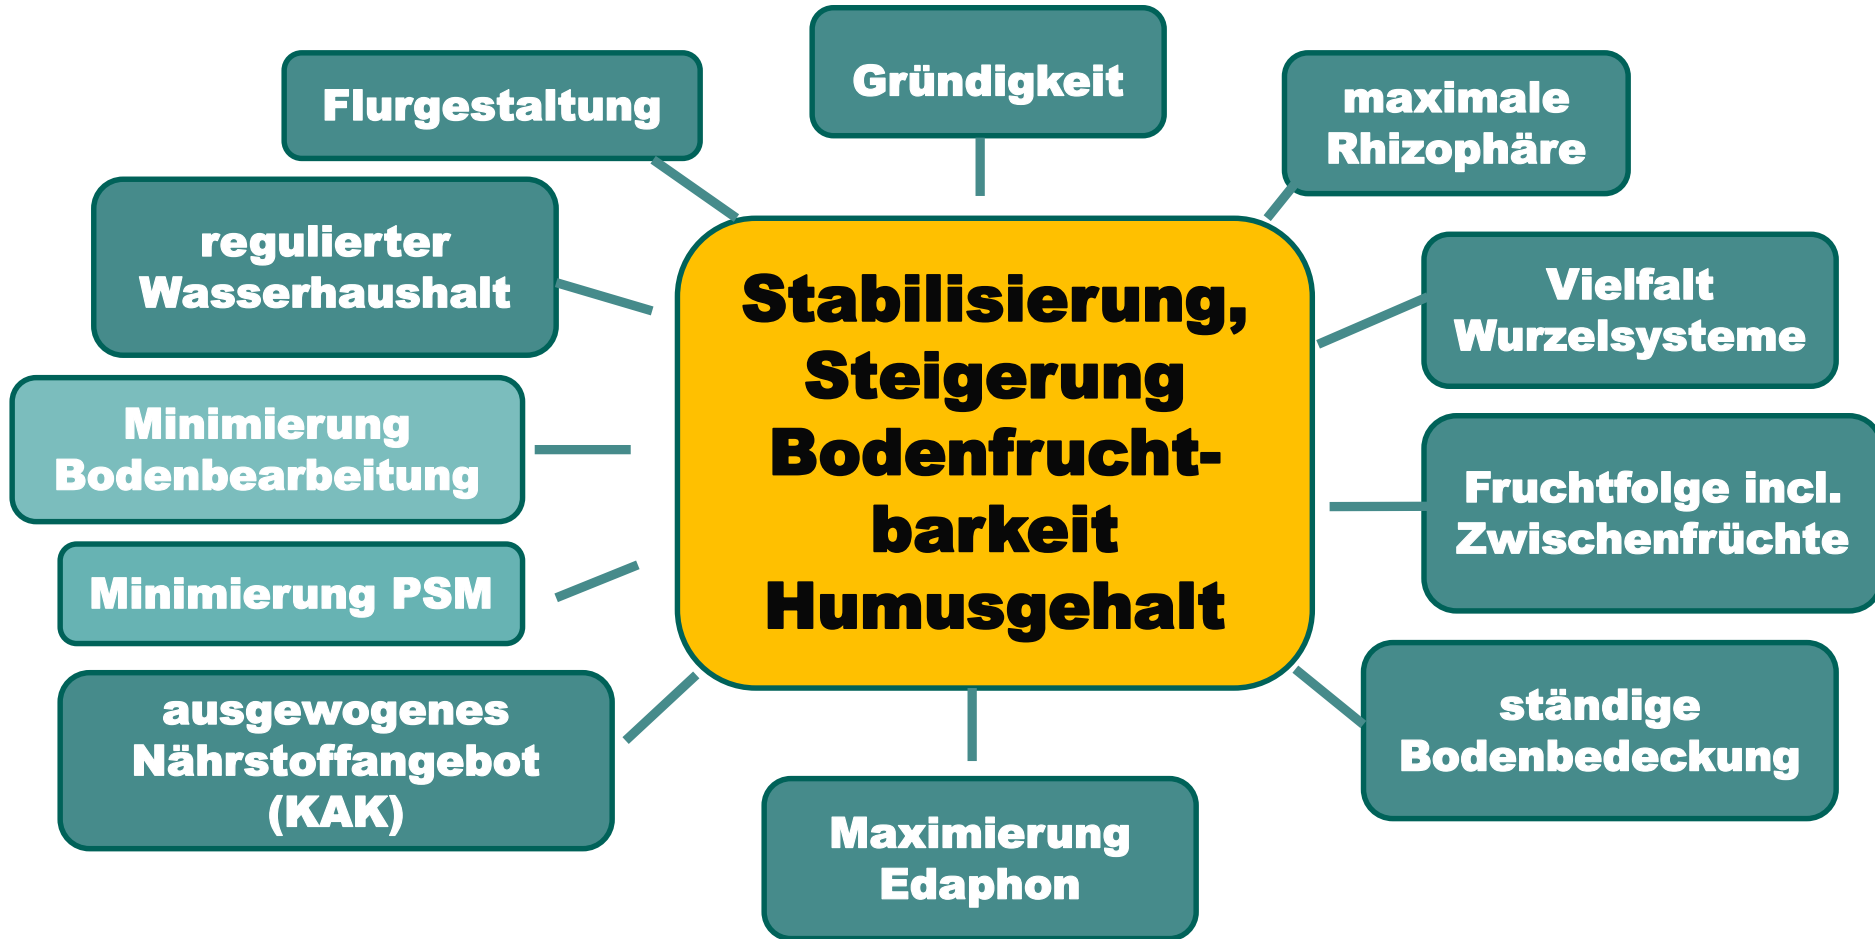 Gründigkeit
Flurgestaltung
maximale
Rhizophäre
regulierter
Wasserhaushalt
Vielfalt
Wurzelsysteme
Stabilisierung,
Steigerung
Bodenfrucht-
barkeit
Humusgehalt
Minimierung
Bodenbearbeitung
Fruchtfolge incl.
Zwischenfrüchte
Minimierung PSM
ausgewogenes
Nährstoffangebot
(KAK)
ständige
Bodenbedeckung
Maximierung
Edaphon